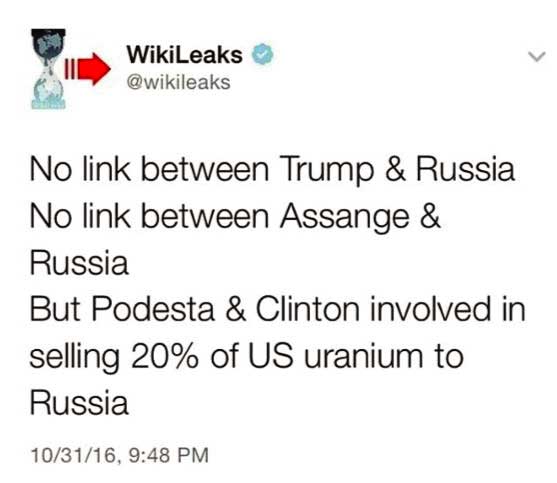 WikiLeaks
@wikileaks
No link between Trump & Russia
No link between Assange &
Russia
But Podesta & Clinton involved in
selling 20% of US uranium to
Russia
10/31/16, 9:48 PM